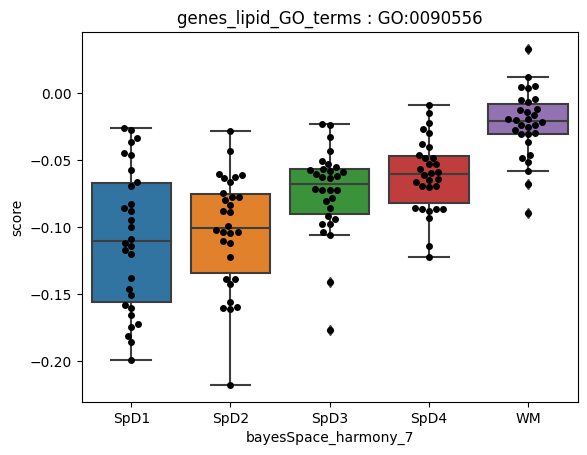 genes_lipid_GO_terms : GO:0090556
score
0.00
−0.05
−0.10
−0.15
−0.20
SpD1 SpD2 SpD3 SpD4 WM
bayesSpace_harmony_7